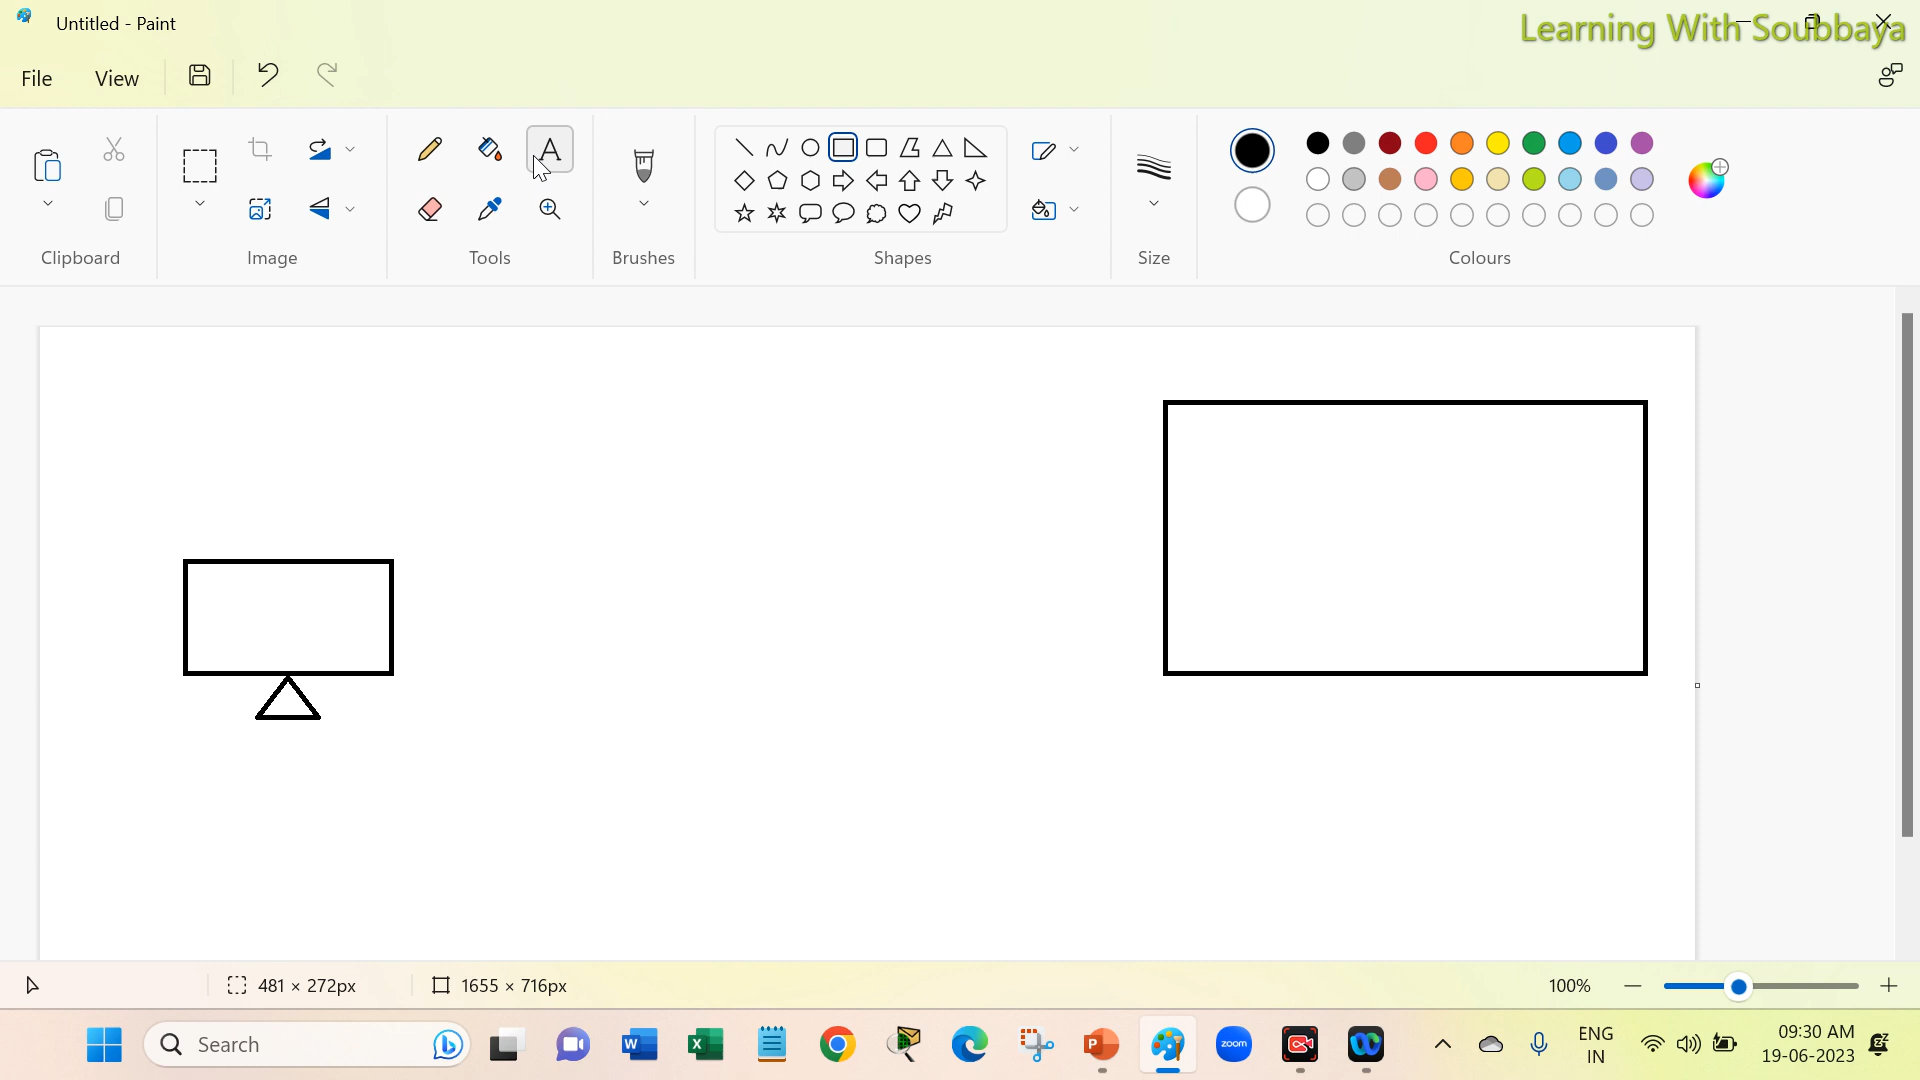 Untitled - Paint
Learning With Soubbaya
File
View
A
Clipboard
Image
Tools
Brushes
Shapes
Size
Colours
481 × 272px
1655 × 716px
100%
Search
W
X
P
zoom
ENG
IN
09:30 AM
19-06-2023